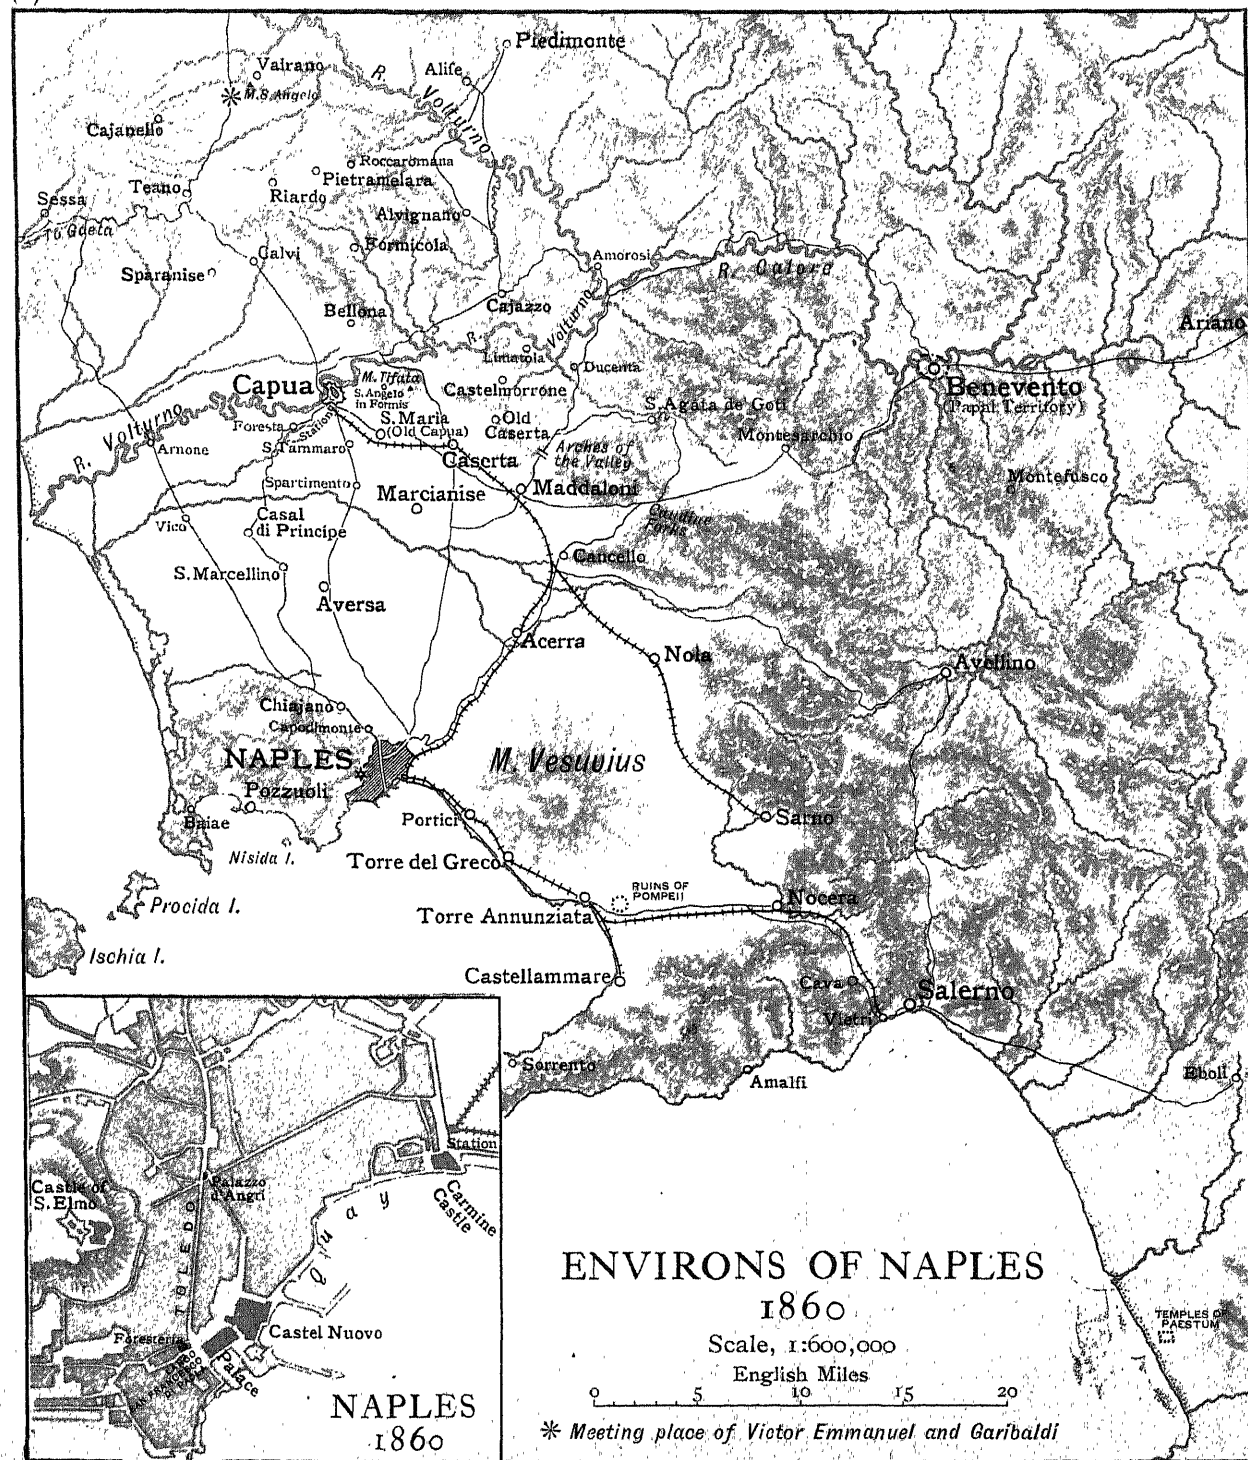 Piedimonte
Vairano
R. Volturno
Alife
M. S. Angelo
Cajanello
Roccaromana
Pietramelara
Teano
Riardo
Sessa
Alvignano
To Gaeta
Formicola
Calvi
Amorosi
R. Calore
Sparanise
Cajazzo
Bellona
R. Volturno
Ariano
Limatola
Ducenta
Capua
M. Tifata
S. Angelo
in Formis
Castelmorrone
Benevento
(Papal Territory)
S. Agata de' Goti
R. Volturno
Foresta
Station
S. Maria
(Old Capua)
Old
Caserta
Montesarchio
Arnone
S. Tammaro
Caserta
Arches of
the Valley
Montefusco
Spartimento
Marcianise
Maddaloni
Vico
Casal
di Principe
Caudine
Forks
Cancello
S. Marcellino
Aversa
Acerra
Nola
Avellino
Chiajano
Capodimonte
NAPLES
M. Vesuvius
Pozzuoli
Baiae
Portici
Sarno
Nisida I.
Torre del Greco
RUINS OF
POMPEII
Nocera
Procida I.
Torre Annunziata
Ischia I.
Castellammare
Cava
Salerno
Vietri
Sorrento
Amalfi
Eboli
Station
Castle of
S. Elmo
Palazzo
d'Angri
Carmine
Castle
Quay
TOLEDO
Foresteria
Castel Nuovo
Palace
NAPLES
1860
ENVIRONS OF NAPLES
1860
Scale, 1:600,000
English Miles
0 5 10 15 20
TEMPLES OF
PAESTUM
✳ Meeting place of Victor Emmanuel and Garibaldi